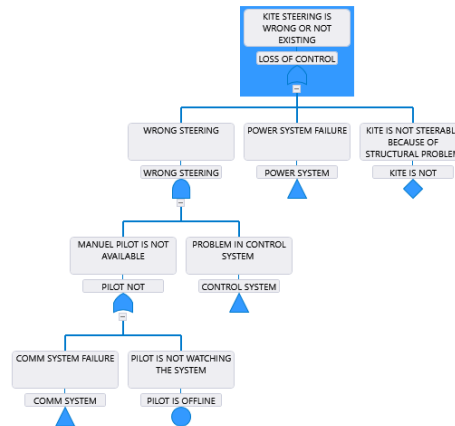 KITE STEERING IS
WRONG OR NOT
EXISTING
LOSS OF CONTROL
WRONG STEERING
POWER SYSTEM FAILURE
KITE IS NOT STEERABL
BECAUSE OF
STRUCTURAL PROBLEM
WRONG STEERING
POWER SYSTEM
KITE IS NOT
MANUEL PILOT IS NOT
AVAILABLE
PROBLEM IN CONTROL
SYSTEM
PILOT NOT
CONTROL SYSTEM
COMM SYSTEM FAILURE
PILOT IS NOT WATCHING
THE SYSTEM
COMM SYSTEM
PILOT IS OFFLINE